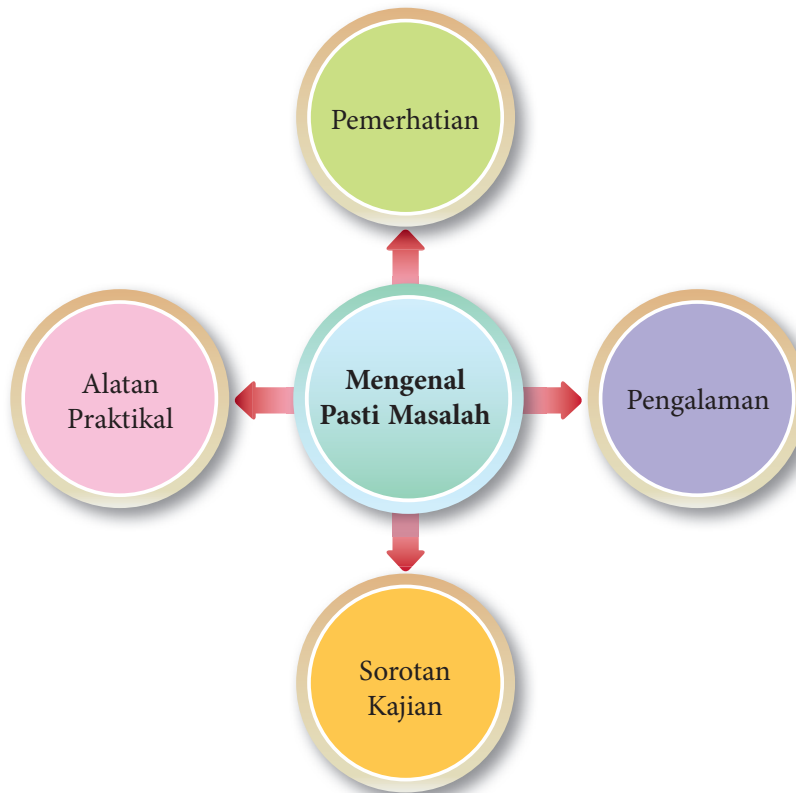 Pemerhatian
Alatan
Praktikal
Mengenal
Pasti Masalah
Pengalaman
Sorotan
Kajian